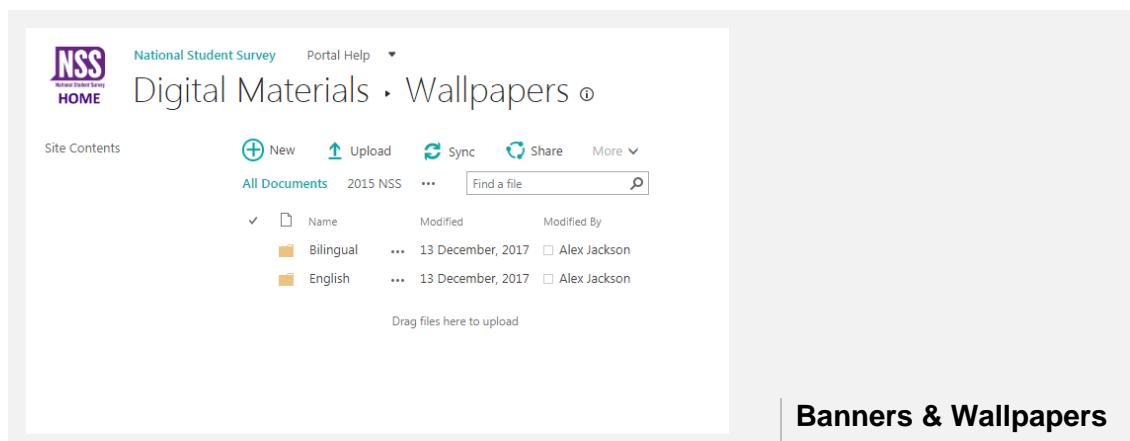 NSS
National Student Survey
HOME
National Student Survey Portal Help
Digital Materials ▸ Wallpapers
Site Contents
New Upload Sync Share More
All Documents 2015 NSS ••• Find a file
Name Modified Modified By
Bilingual ••• 13 December, 2017 Alex Jackson
English ••• 13 December, 2017 Alex Jackson
Drag files here to upload
Banners & Wallpapers